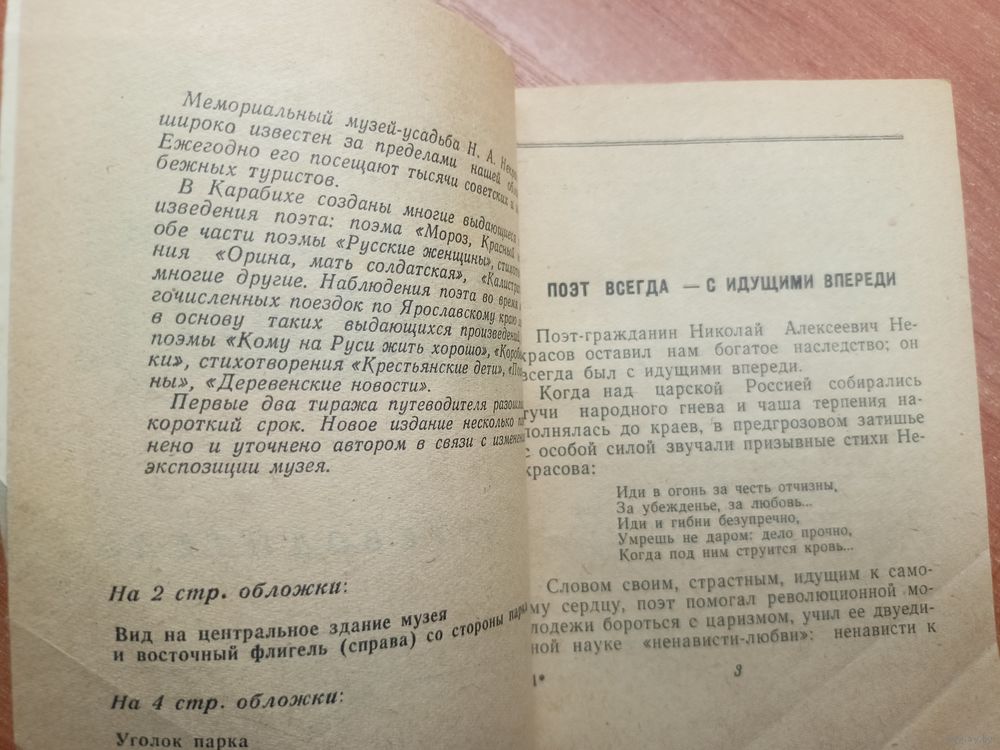 Мемориальный музей-усадьба Н. А.
широко известен за пределами нашей
Ежегодно его посещают тысячи советских и
бежных туристов.
В Карабихе созданы многие выдающиеся
изведения поэта: поэма «Мороз, Красный
обе части поэмы «Русские женщины»,
ния «Орина, мать солдатская»,
многие другие. Наблюдения поэта во время
гочисленных поездок по Ярославскому краю
в основу таких выдающихся произведений,
поэмы «Кому на Руси жить хорошо»,
ки», стихотворения «Крестьянские дети»,
ны», «Деревенские новости».
Первые два тиража путеводителя
короткий срок. Новое издание несколько
нено и уточнено автором в связи с
экспозиции музея.
На 2 стр. обложки:
Вид на центральное здание музея
и восточный флигель (справа) со стороны парка
На 4 стр. обложки:
Уголок парка
ПОЭТ ВСЕГДА — С ИДУЩИМИ ВПЕРЕДИ
Поэт-гражданин Николай Алексеевич Не-
красов оставил нам богатое наследство; он
всегда был с идущими впереди.
Когда над царской Россией собирались
тучи народного гнева и чаша терпения на-
полнялась до краев, в предгрозовом затишье
с особой силой звучали призывные стихи Не-
красова:
Иди в огонь за честь отчизны,
За убежденье, за любовь...
Иди и гибни безупречно,
Умрешь не даром: дело прочно,
Когда под ним струится кровь...
Словом своим, страстным, идущим к само-
му сердцу, поэт помогал революционной мо-
лодежи бороться с царизмом, учил ее двуеди-
ной науке «ненависти-любви»: ненависти к
1*
3